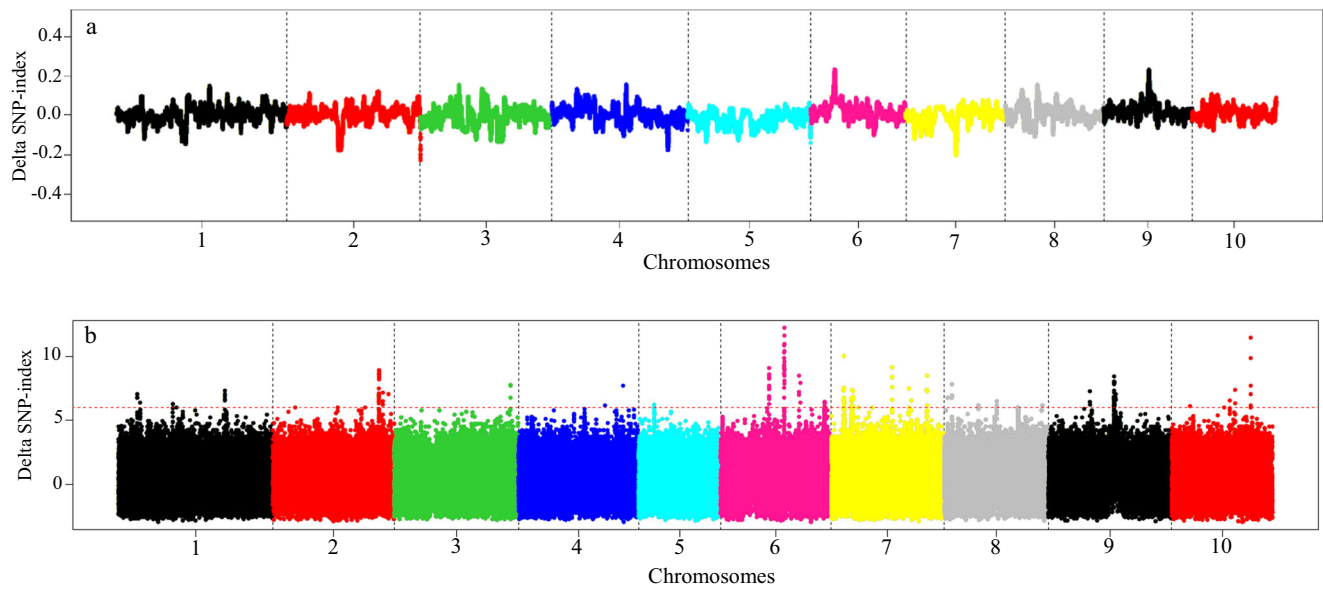 a
Delta SNP-index
0.4
0.2
0.0
-0.2
-0.4
1 2 3 4 5 6 7 8 9 10
Chromosomes
b
Delta SNP-index
10
5
0
1 2 3 4 5 6 7 8 9 10
Chromosomes